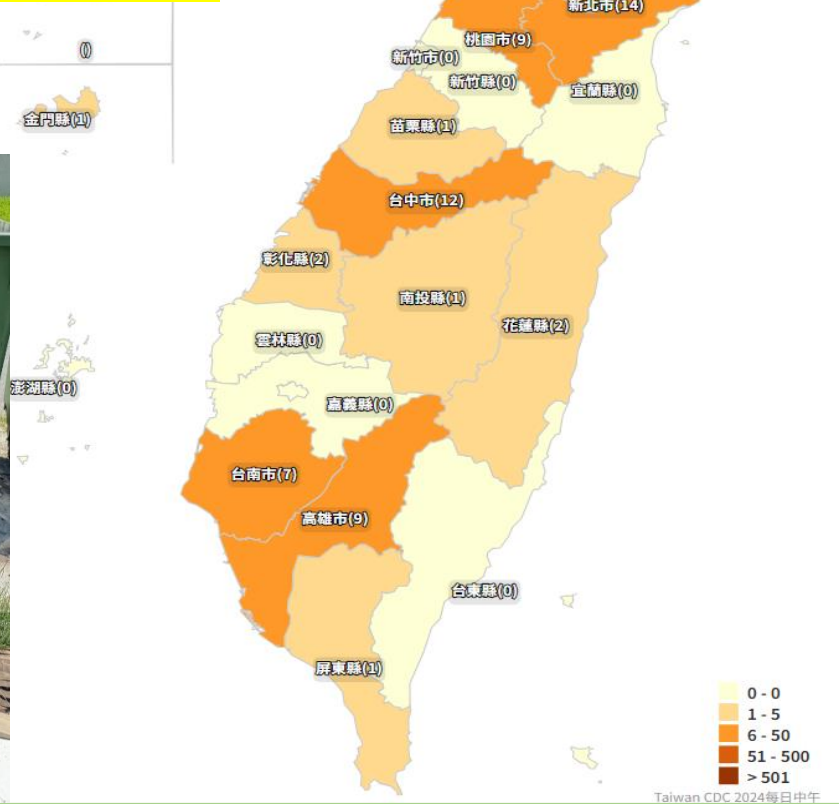 新北市(14)
桃園市(9)
()
新竹市(0)
新竹縣(0)
宜蘭縣(0)
金門縣(1)
苗栗縣(1)
台中市(12)
彰化縣(2)
南投縣(1)
花蓮縣(2)
雲林縣(0)
澎湖縣(0)
嘉義縣(0)
台南市(7)
高雄市(9)
台東縣(0)
屏東縣(1)
0 - 0
1 - 5
6 - 50
51 - 500
> 501
Taiwan CDC 2024每日中午